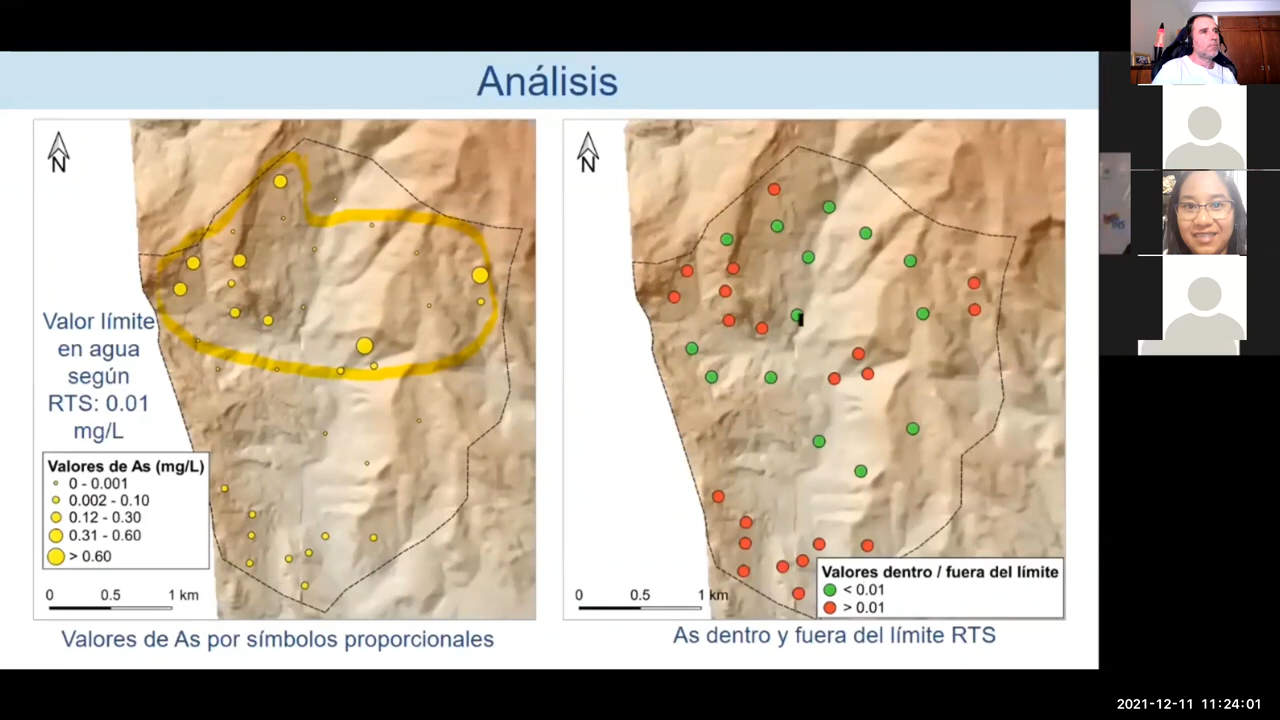 Análisis
N
Valor límite
en agua
según
RTS: 0.01
mg/L
Valores de As (mg/L)
0 - 0.001
0.002 - 0.10
0.12 - 0.30
0.31 - 0.60
> 0.60
0 0.5 1 km
Valores de As por símbolos proporcionales
N
Valores dentro / fuera del límite
< 0.01
> 0.01
0 0.5 1 km
As dentro y fuera del límite RTS
INS
2021-12-11 11:24:01